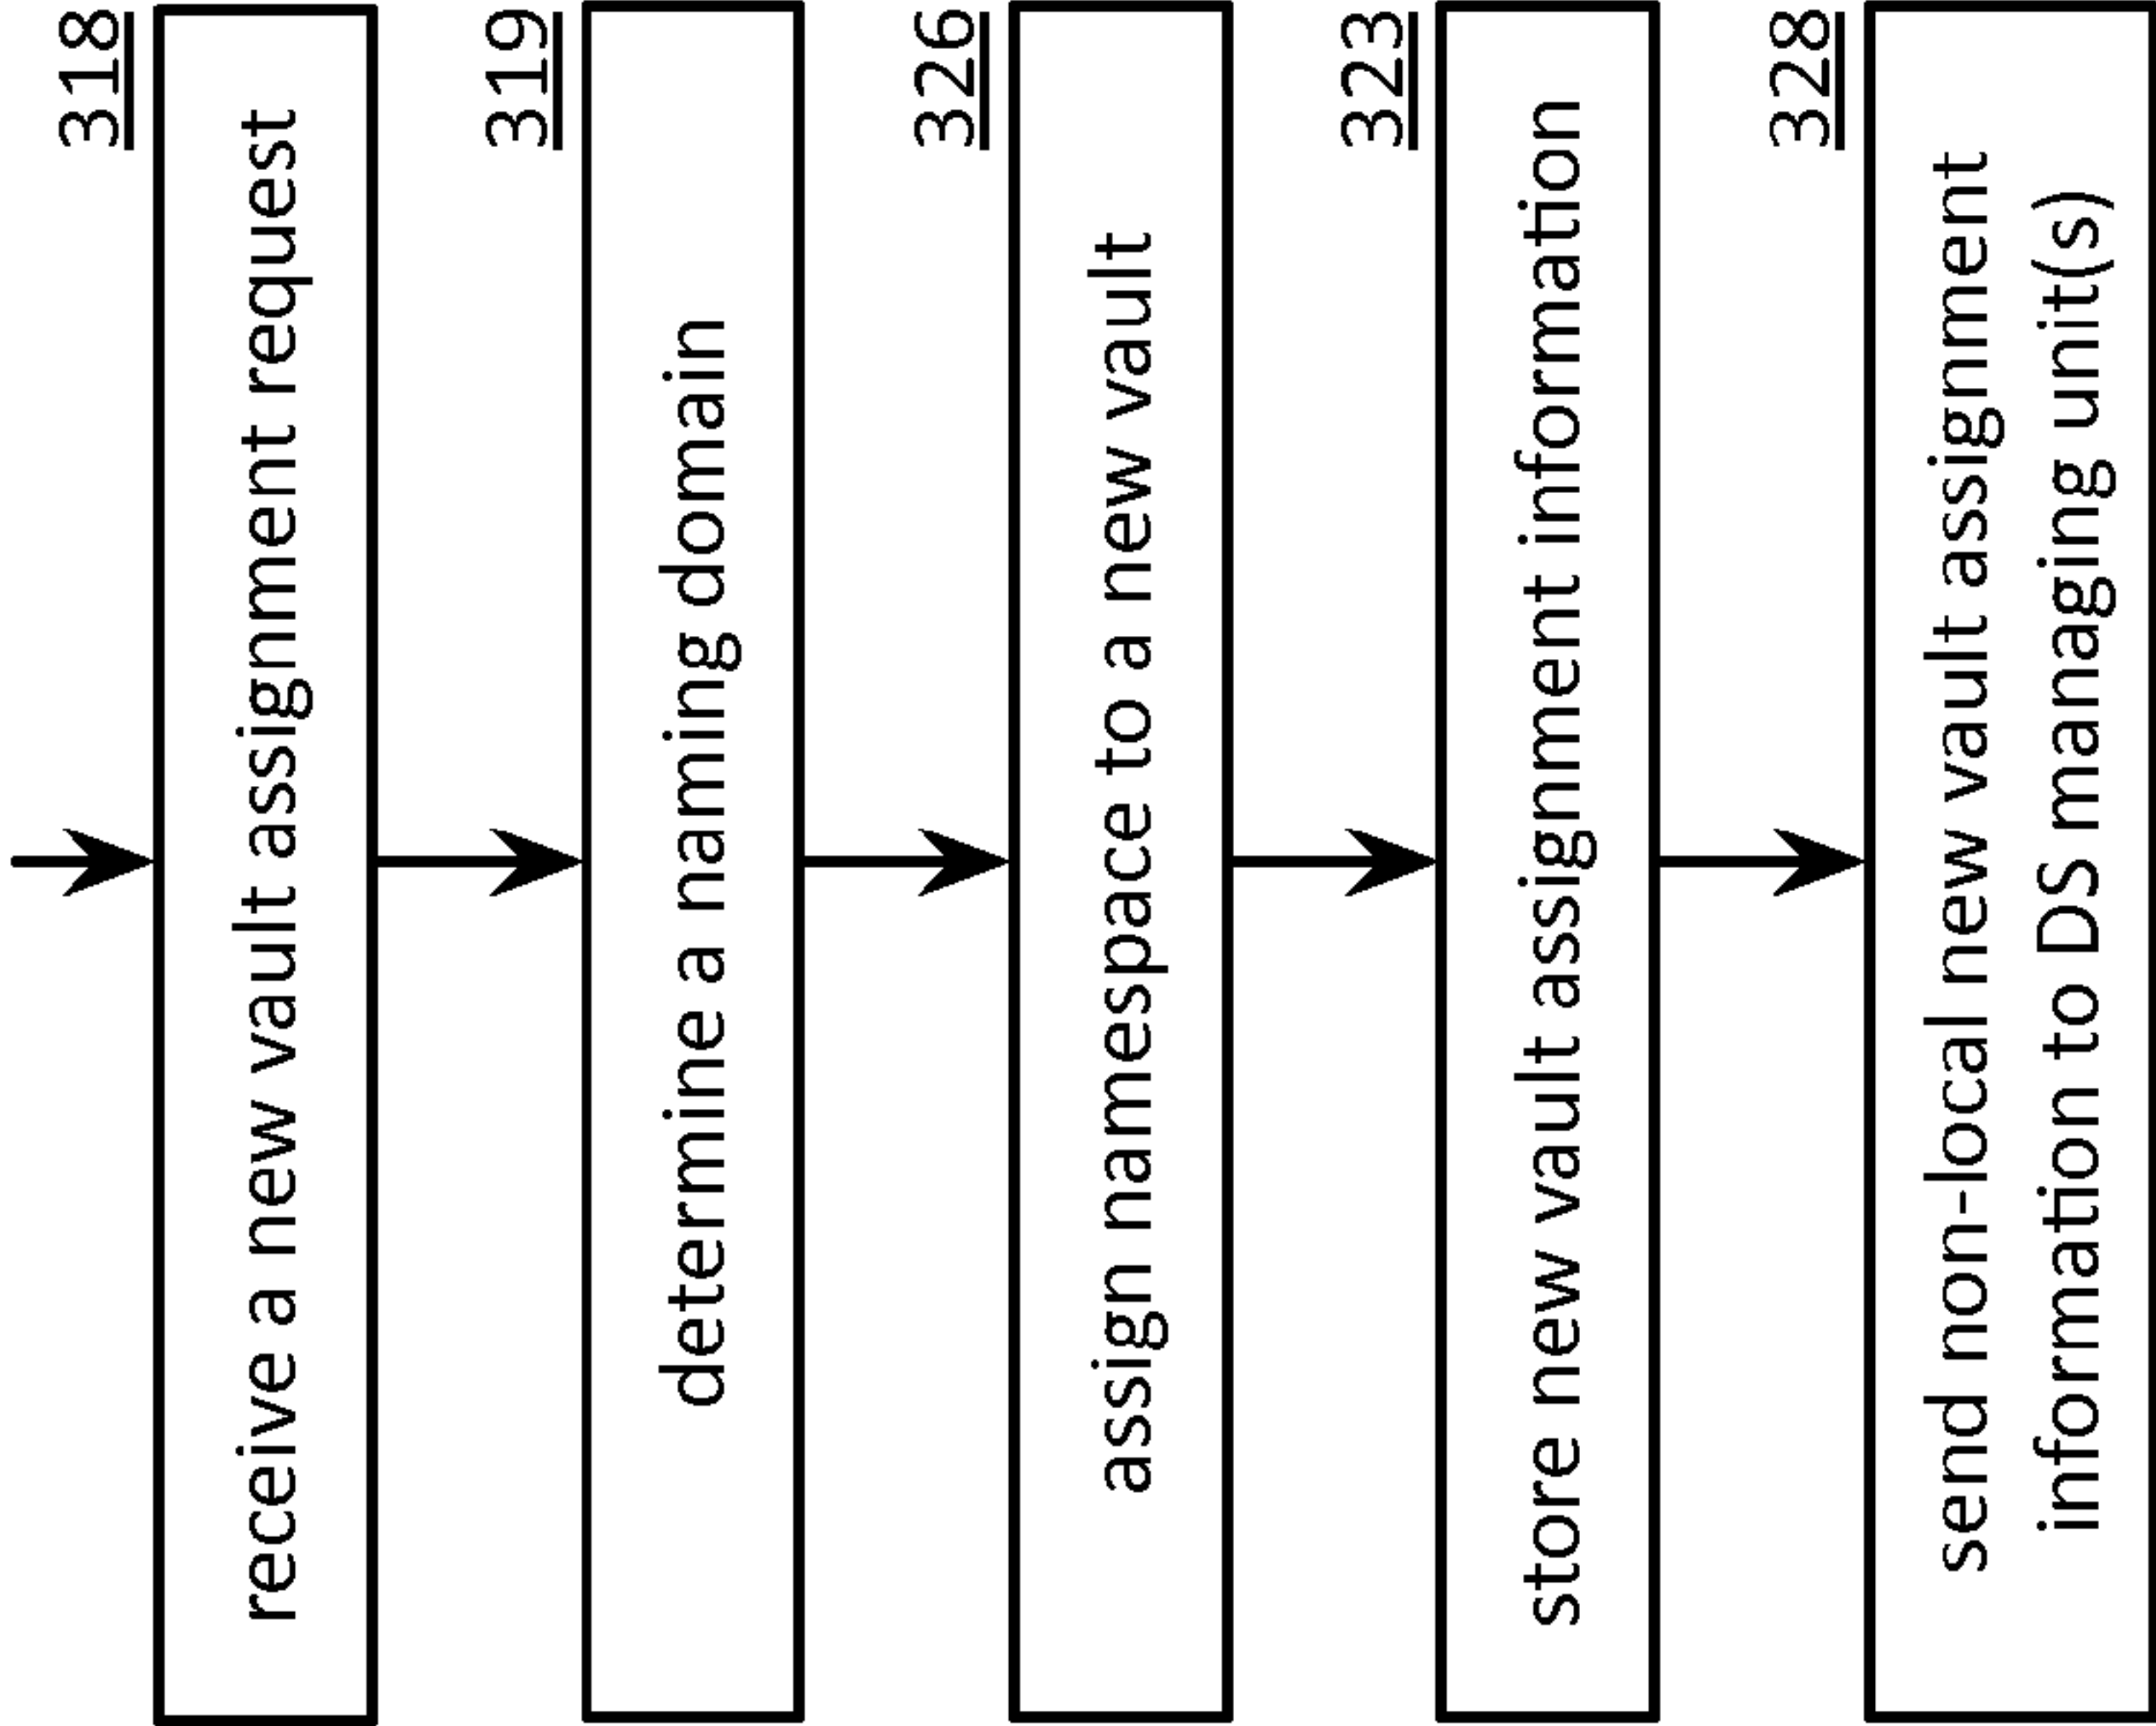 318
receive a new vault assignment request
319
determine a naming domain
326
assign namespace to a new vault
323
store new vault assignment information
328
send non-local new vault assignment
information to DS managing unit(s)